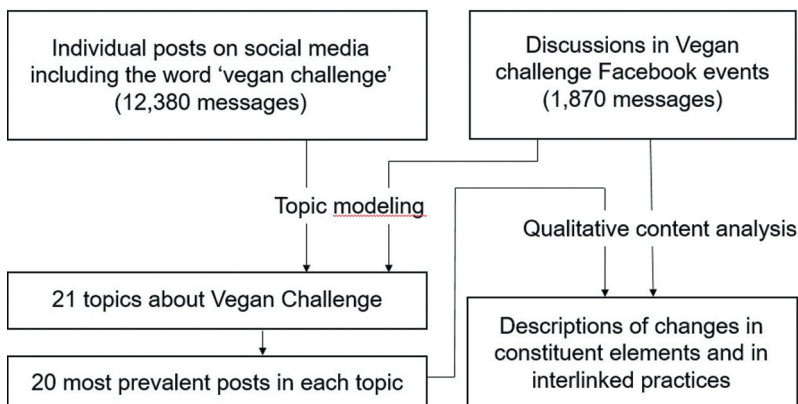 Individual posts on social media
including the word ‘vegan challenge’
(12,380 messages)
Discussions in Vegan
challenge Facebook events
(1,870 messages)
Topic modeling
Qualitative content analysis
21 topics about Vegan Challenge
20 most prevalent posts in each topic
Descriptions of changes in
constituent elements and in
interlinked practices